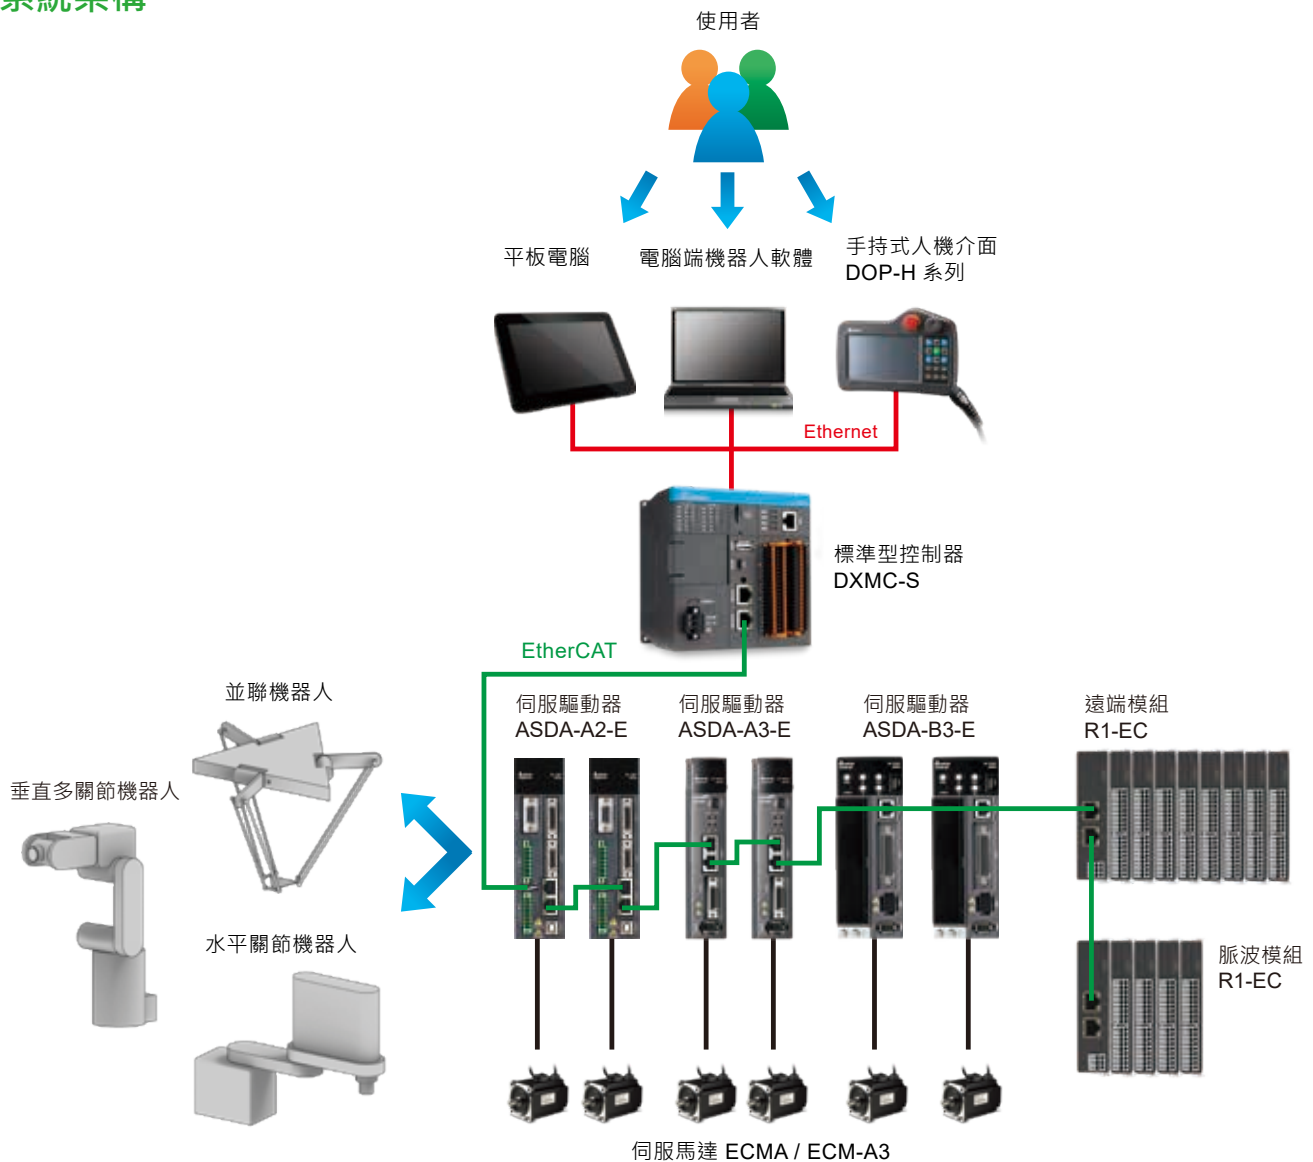 系統架構
使用者
平板電腦
電腦端機器人軟體
手持式人機介面
DOP-H 系列
Ethernet
標準型控制器
DXMC-S
EtherCAT
並聯機器人
垂直多關節機器人
水平關節機器人
伺服驅動器
ASDA-A2-E
伺服驅動器
ASDA-A3-E
伺服驅動器
ASDA-B3-E
遠端模組
R1-EC
脈波模組
R1-EC
伺服馬達 ECMA / ECM-A3